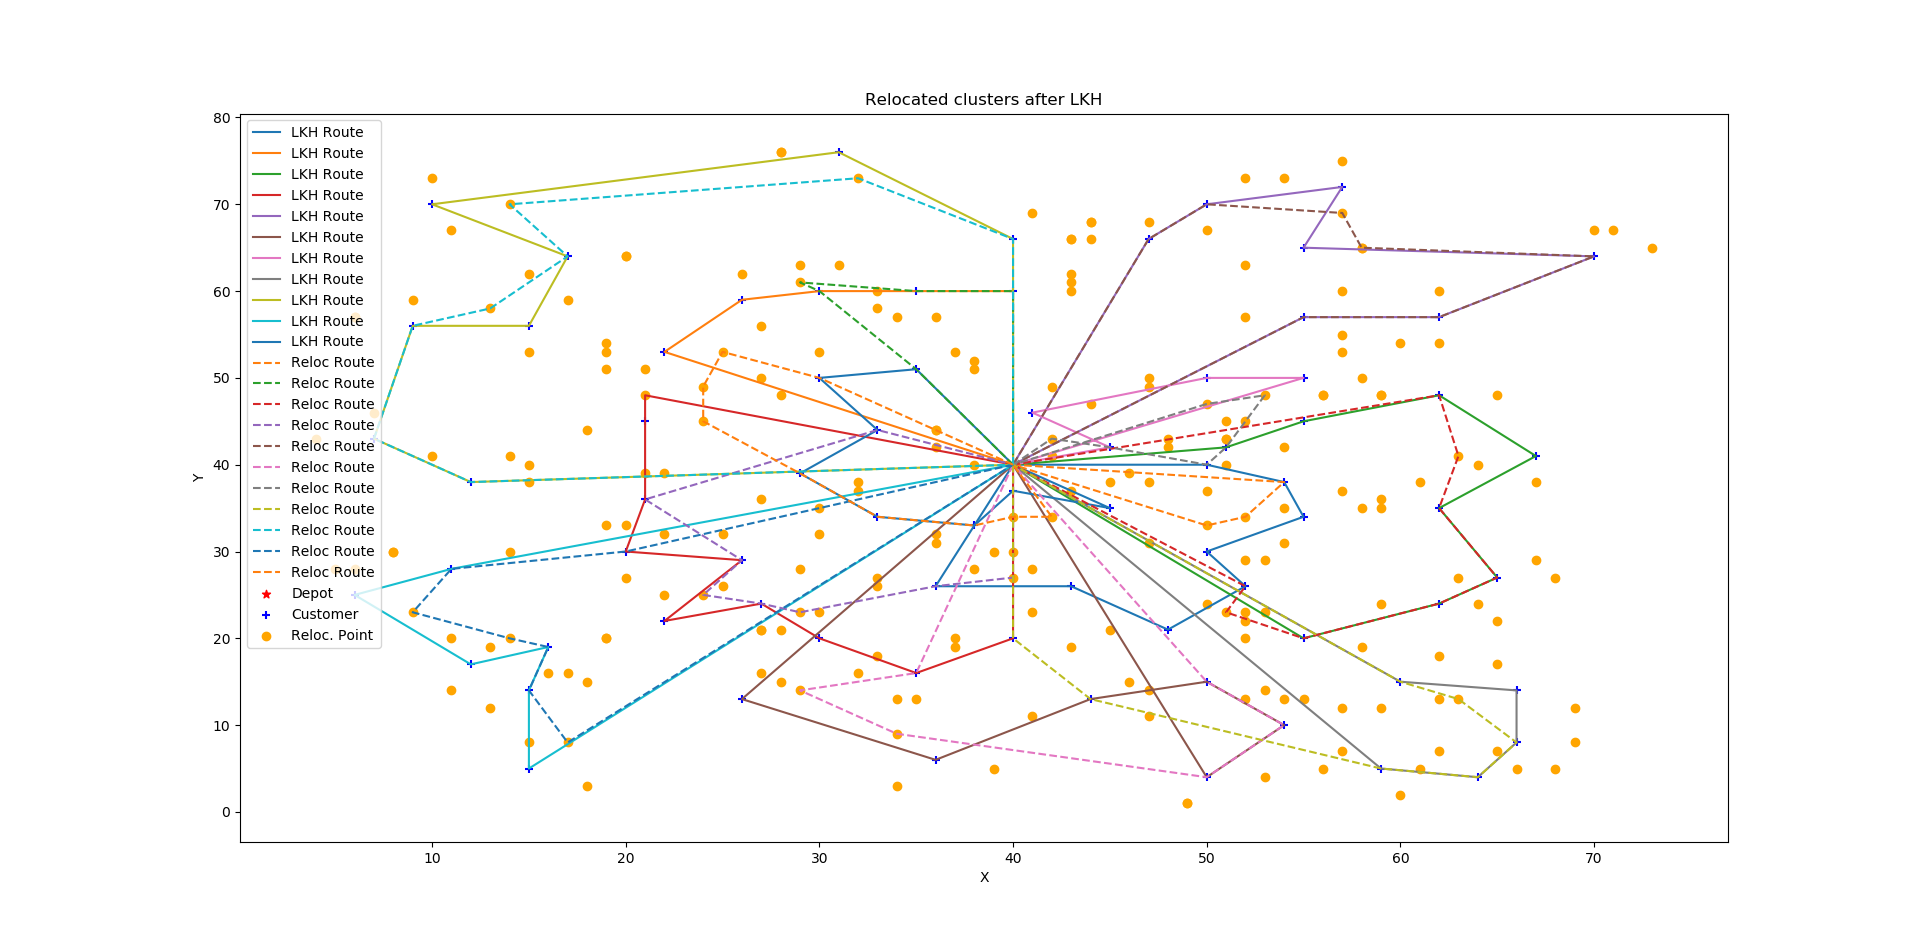 Relocated clusters after LKH
80
70
60
50
40
30
20
10
0
Y
LKH Route
LKH Route
LKH Route
LKH Route
LKH Route
LKH Route
LKH Route
LKH Route
LKH Route
LKH Route
LKH Route
Reloc Route
Reloc Route
Reloc Route
Reloc Route
Reloc Route
Reloc Route
Reloc Route
Reloc Route
Reloc Route
Reloc Route
Reloc Route
Depot
Customer
Reloc. Point
10 20 30 40 50 60 70
X